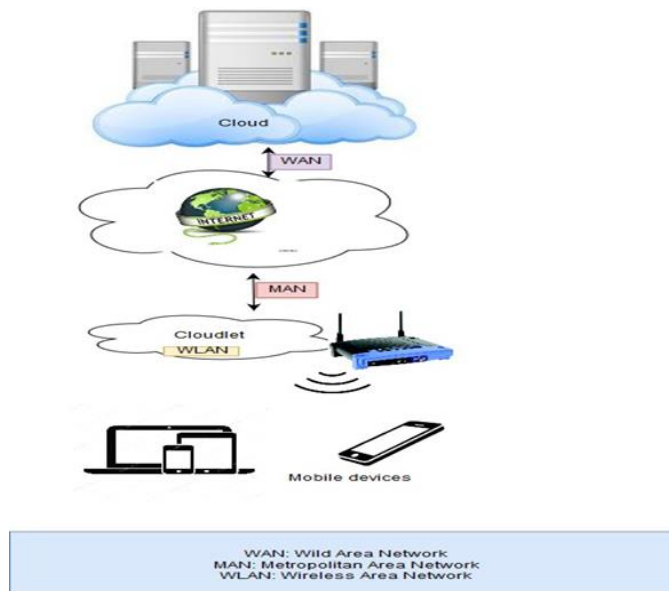 Cloud
WAN
INTERNET
MAN
Cloudlet
WLAN
Mobile devices
WAN: Wild Area Network
MAN: Metropolitan Area Network
WLAN: Wireless Area Network